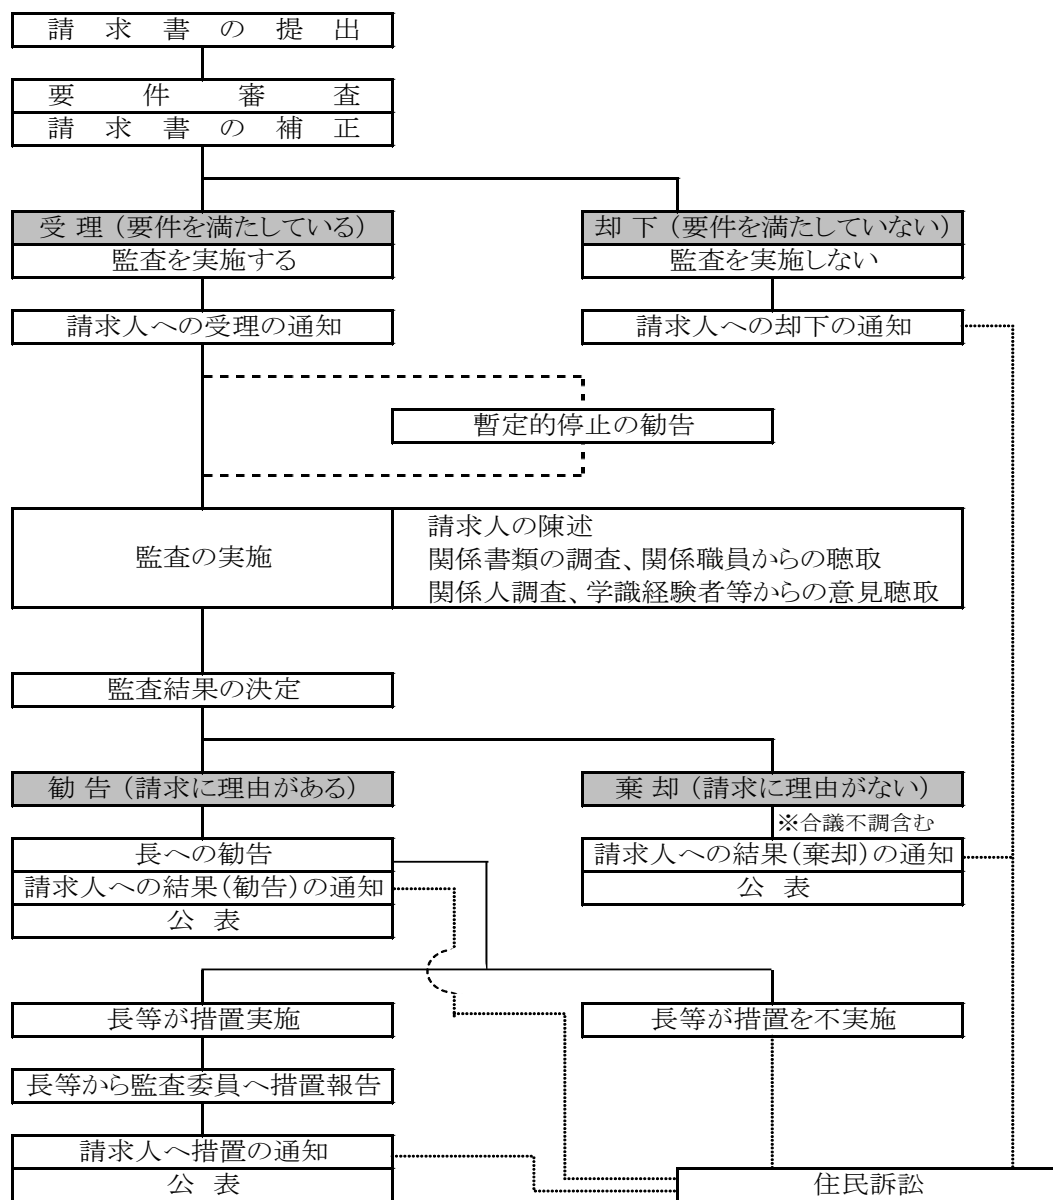 請求書の提出
要件審査
請求書の補正
受理（要件を満たしている）
監査を実施する
却下（要件を満たしていない）
監査を実施しない
請求人への受理の通知
請求人への却下の通知
暫定的停止の勧告
監査の実施
請求人の陳述
関係書類の調査、関係職員からの聴取
関係人調査、学識経験者等からの意見聴取
監査結果の決定
勧告（請求に理由がある）
棄却（請求に理由がない）
※合議不調含む
長への勧告
請求人への結果（勧告）の通知
公表
請求人への結果（棄却）の通知
公表
長等が措置実施
長等が措置を不実施
長等から監査委員へ措置報告
請求人へ措置の通知
公表
住民訴訟